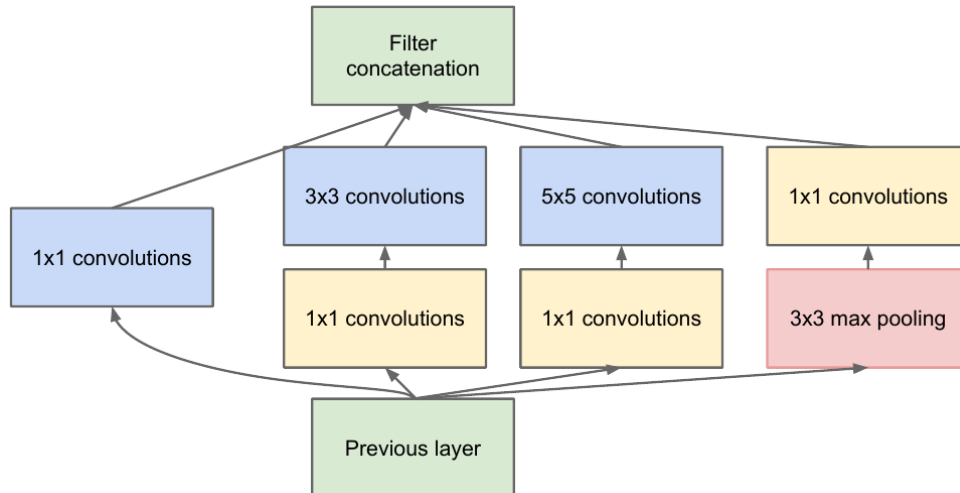 Filter
concatenation
3x3 convolutions
5x5 convolutions
1x1 convolutions
1x1 convolutions
1x1 convolutions
1x1 convolutions
3x3 max pooling
Previous layer